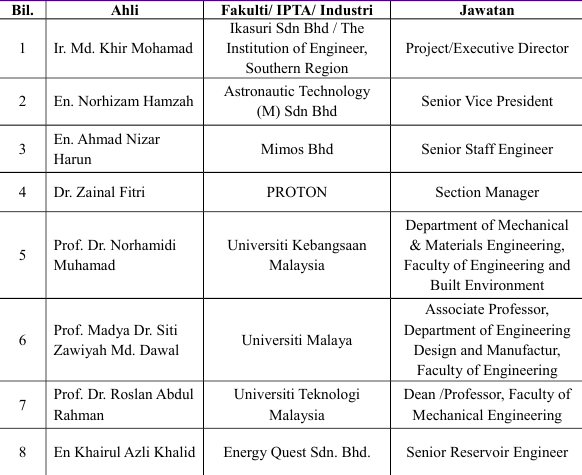 Bil. Ahli Fakulti/ IPTA/ Industri Jawatan
1 Ir. Md. Khir Mohamad Ikasuri Sdn Bhd / The
Institution of Engineer,
Southern Region Project/Executive Director
2 En. Norhizam Hamzah Astronautic Technology
(M) Sdn Bhd Senior Vice President
3 En. Ahmad Nizar
Harun Mimos Bhd Senior Staff Engineer
4 Dr. Zainal Fitri PROTON Section Manager
5 Prof. Dr. Norhamidi
Muhamad Universiti Kebangsaan
Malaysia Department of Mechanical
& Materials Engineering,
Faculty of Engineering and
Built Environment
6 Prof. Madya Dr. Siti
Zawiyah Md. Dawal Universiti Malaya Associate Professor,
Department of Engineering
Design and Manufactur,
Faculty of Engineering
7 Prof. Dr. Roslan Abdul
Rahman Universiti Teknologi
Malaysia Dean /Professor, Faculty of
Mechanical Engineering
8 En Khairul Azli Khalid Energy Quest Sdn. Bhd. Senior Reservoir Engineer